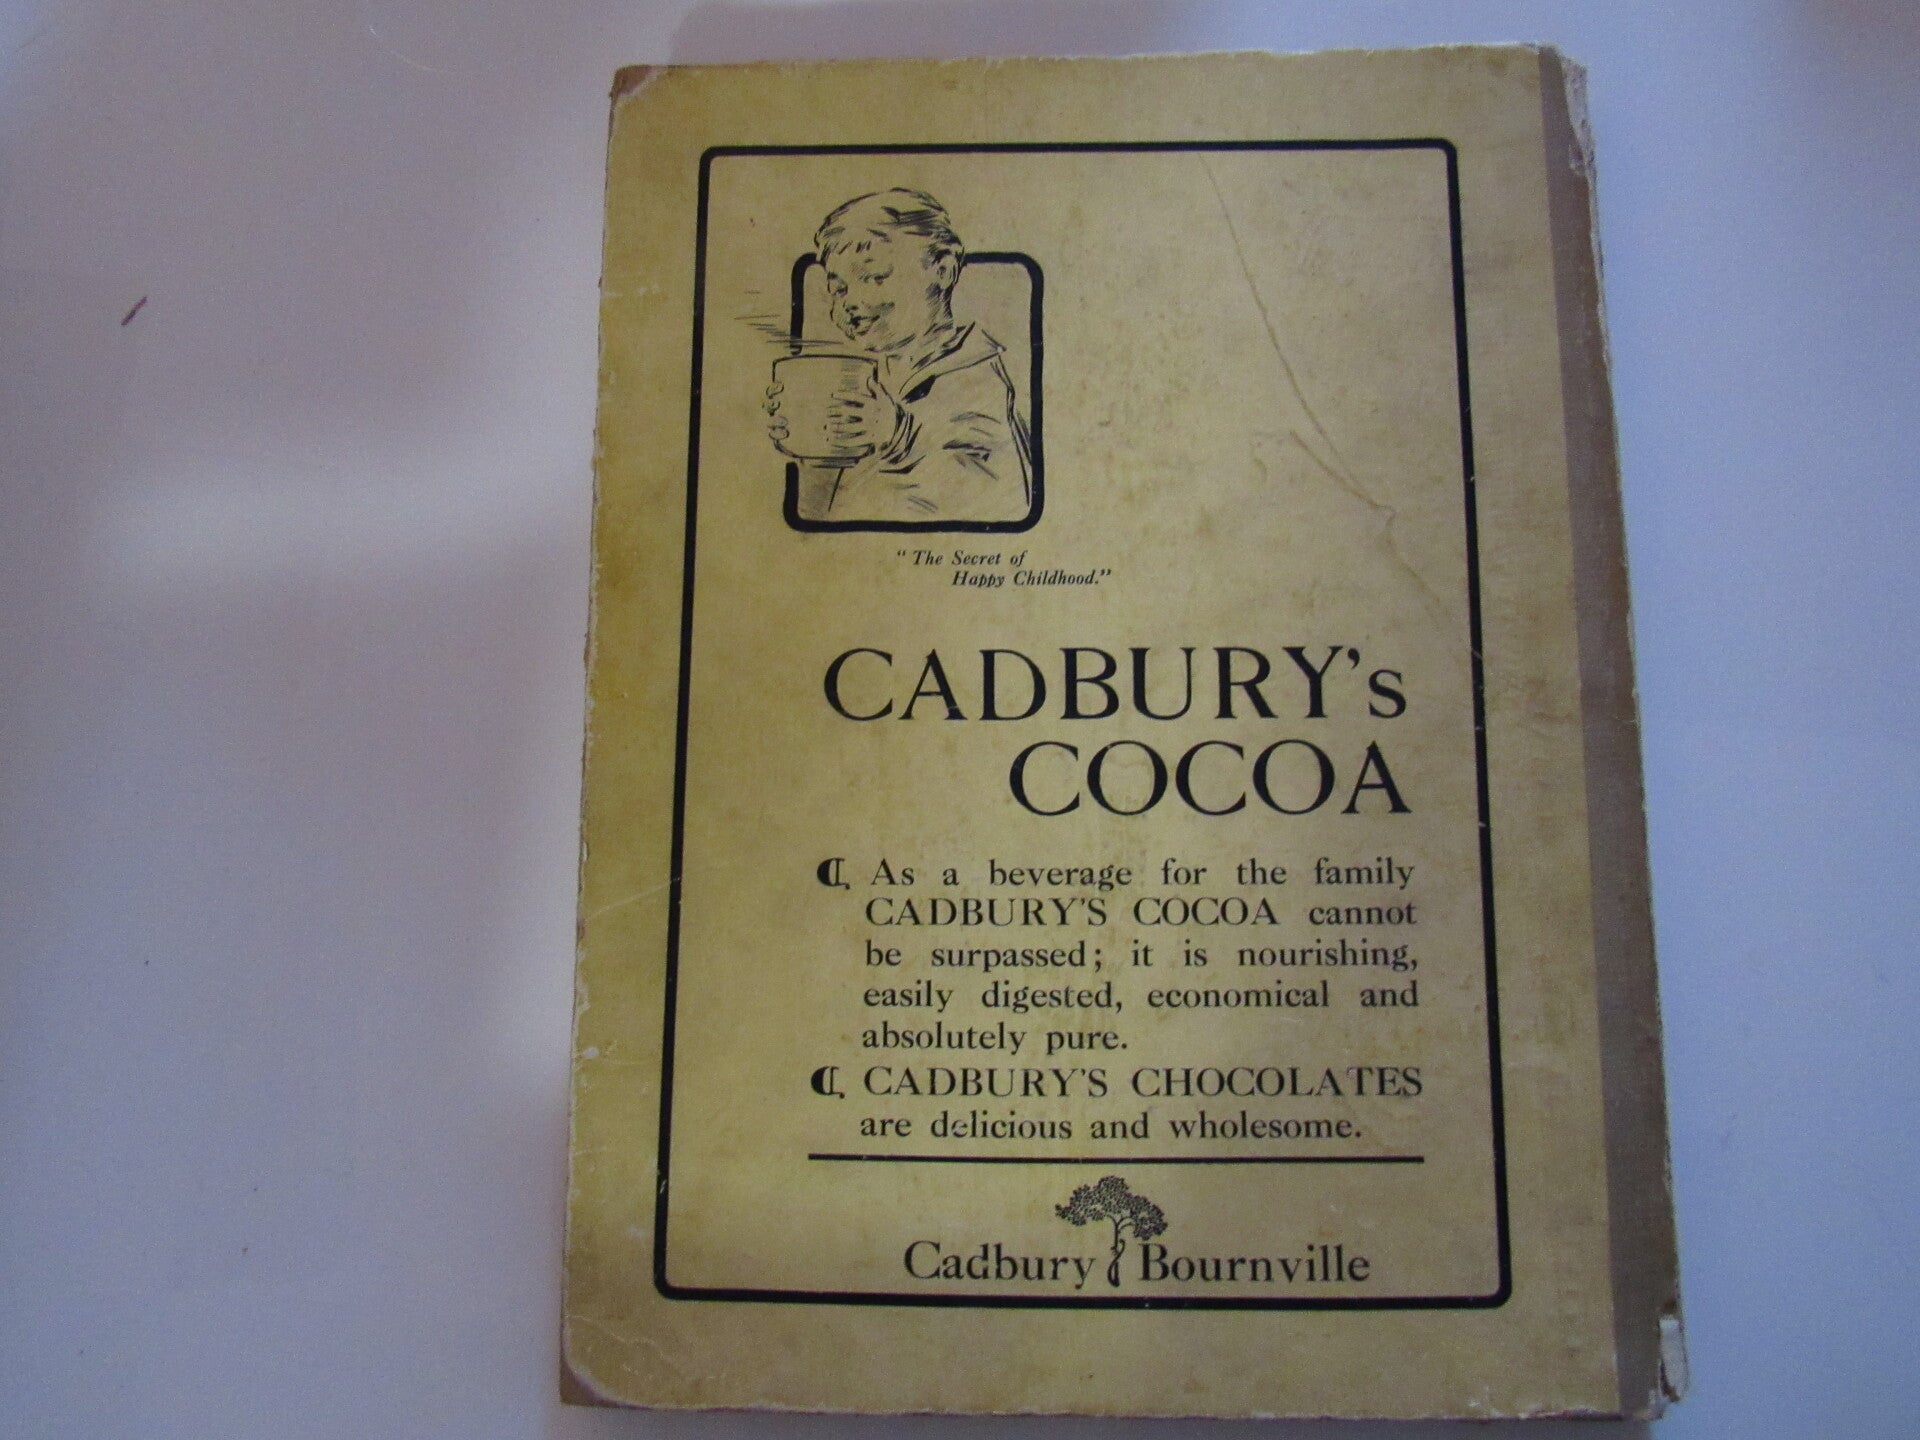 “ The Secret of
Happy Childhood.”
CADBURY's
COCOA
As a beverage for the family
CADBURY'S COCOA cannot
be surpassed; it is nourishing,
easily digested, economical and
absolutely pure.
CADBURY'S CHOCOLATES
are delicious and wholesome.
Cadbury Bournville